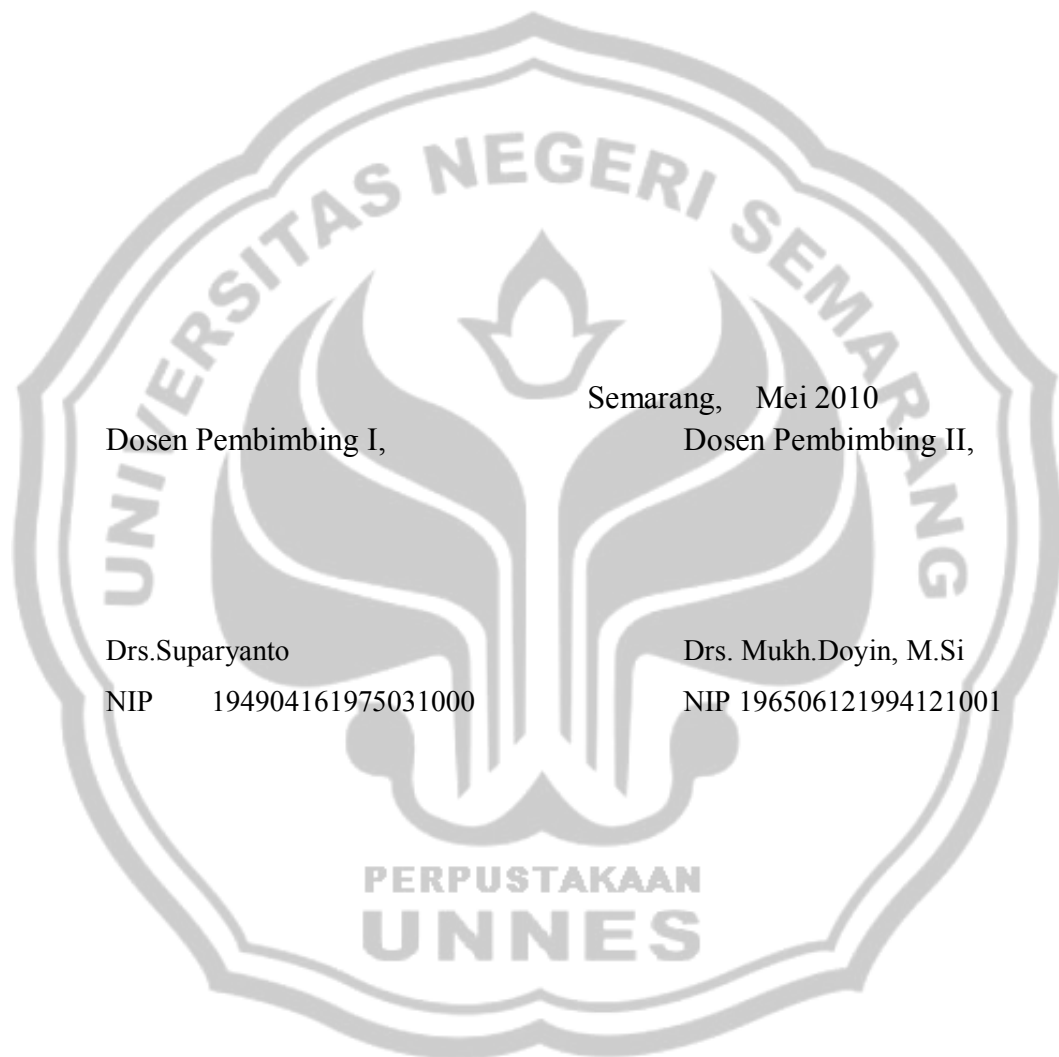 UNIVERSITAS NEGERI SEMARANG
Semarang, Mei 2010
Dosen Pembimbing I, Dosen Pembimbing II,
Drs.Suparyanto Drs. Mukh.Doyin, M.Si
NIP 194904161975031000 NIP 196506121994121001
PERPUSTAKAAN
UNNES